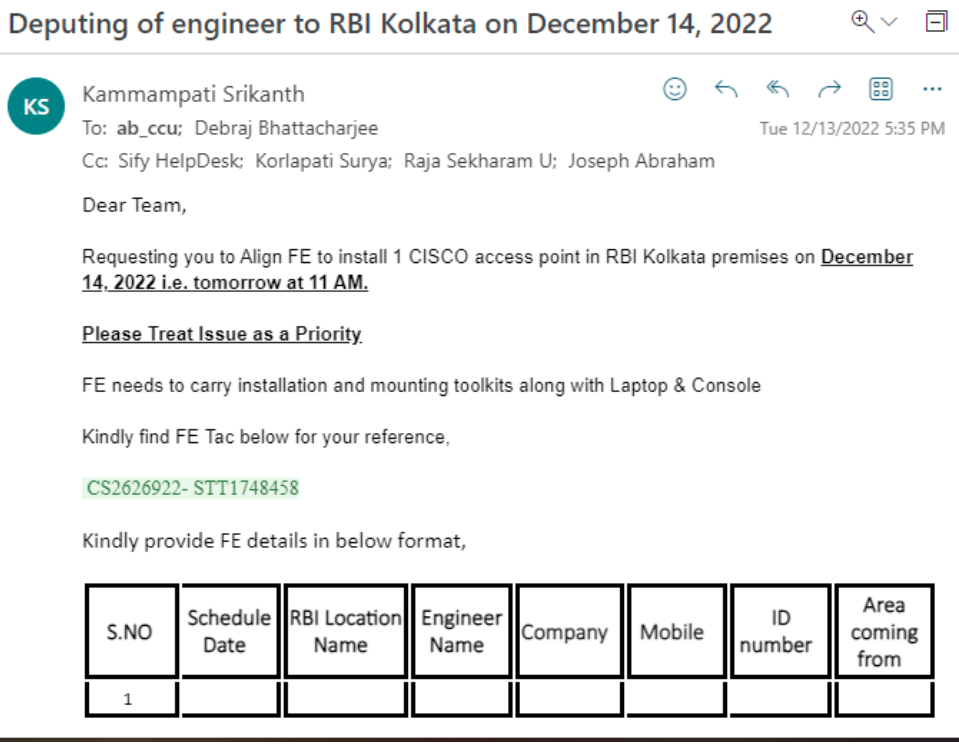 Deputing of engineer to RBI Kolkata on December 14, 2022
KS
Kammampati Srikanth
To: ab_ccu; Debraj Bhattacharjee
Tue 12/13/2022 5:35 PM
Cc: Sify HelpDesk; Korlapati Surya; Raja Sekharam U; Joseph Abraham
Dear Team,
Requesting you to Align FE to install 1 CISCO access point in RBI Kolkata premises on December
14, 2022 i.e. tomorrow at 11 AM.
Please Treat Issue as a Priority
FE needs to carry installation and mounting toolkits along with Laptop & Console
Kindly find FE Tac below for your reference,
CS2626922- STT1748458
Kindly provide FE details in below format,
S.NO Schedule Date RBI Location Name Engineer Name Company Mobile ID number Area coming from
1